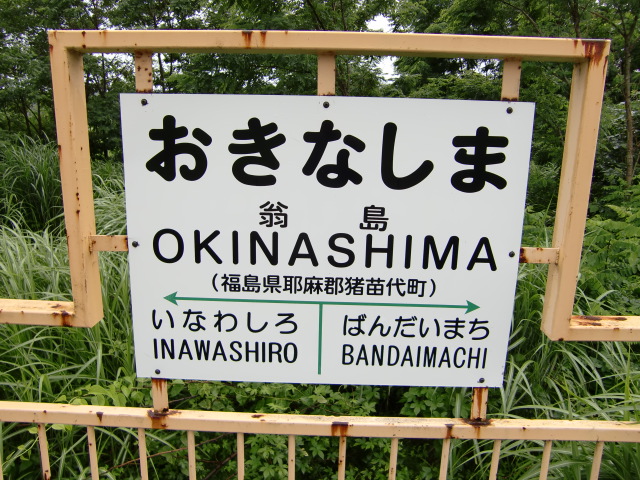 おきなしま
翁島
OKINASHIMA
(福島県耶麻郡猪苗代町)
いなわしろ ばんだいまち
INAWASHIRO BANDAIMACHI